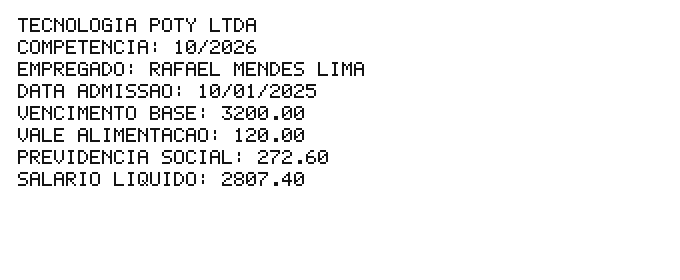 TECNOLOGIA POTY LTDA
COMPETENCIA: 10/2026
EMPREGADO: RAFAEL MENDES LIMA
DATA ADMISSAO: 10/01/2025
VENCIMENTO BASE: 3200.00
VALE ALIMENTACAO: 120.00
PREVIDENCIA SOCIAL: 272.60
SALARIO LIQUIDO: 2807.40